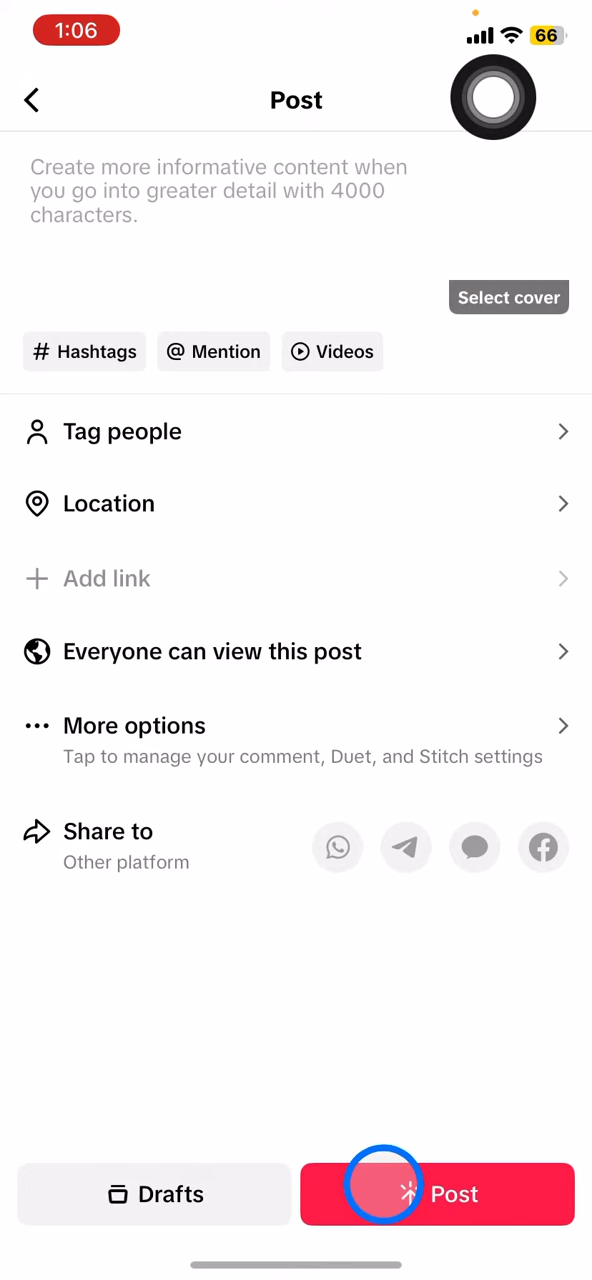 1:06
66
Post
Create more informative content when
you go into greater detail with 4000
characters.
Select cover
# Hashtags
@ Mention
Videos
Tag people
Location
Add link
Everyone can view this post
More options
Tap to manage your comment, Duet, and Stitch settings
Share to
Other platform
Drafts
Post